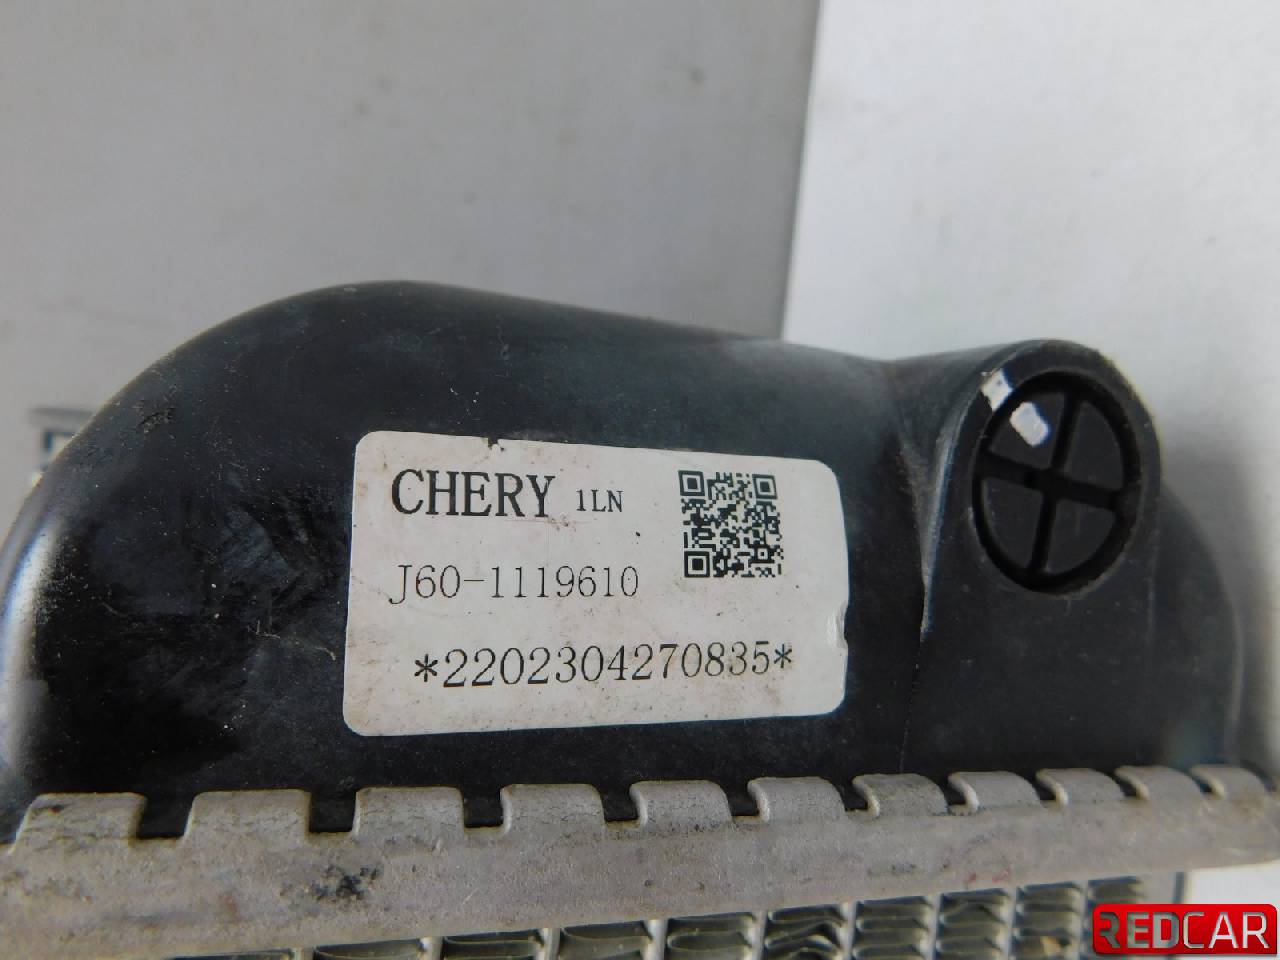 CHERY 1LN
J60-1119610
*2202304270835*
REDCAR